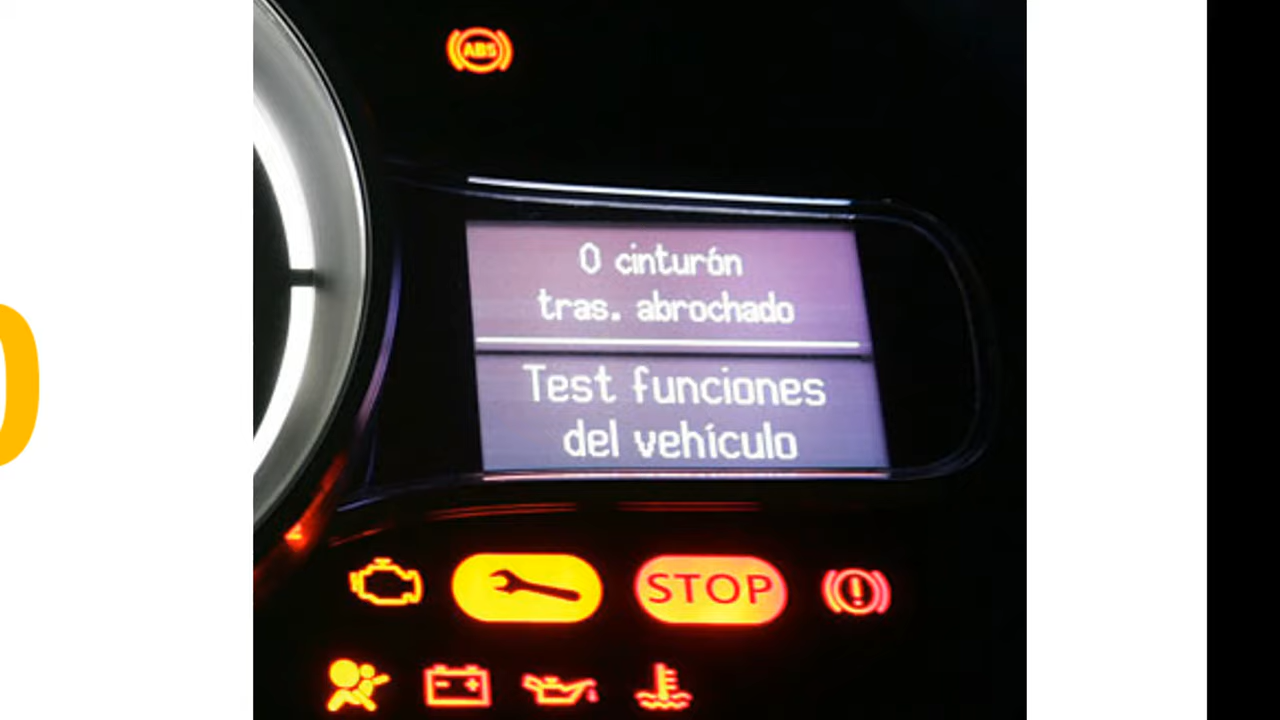 ABS
0 cinturón
tras. abrochado
Test funciones
del vehículo
STOP